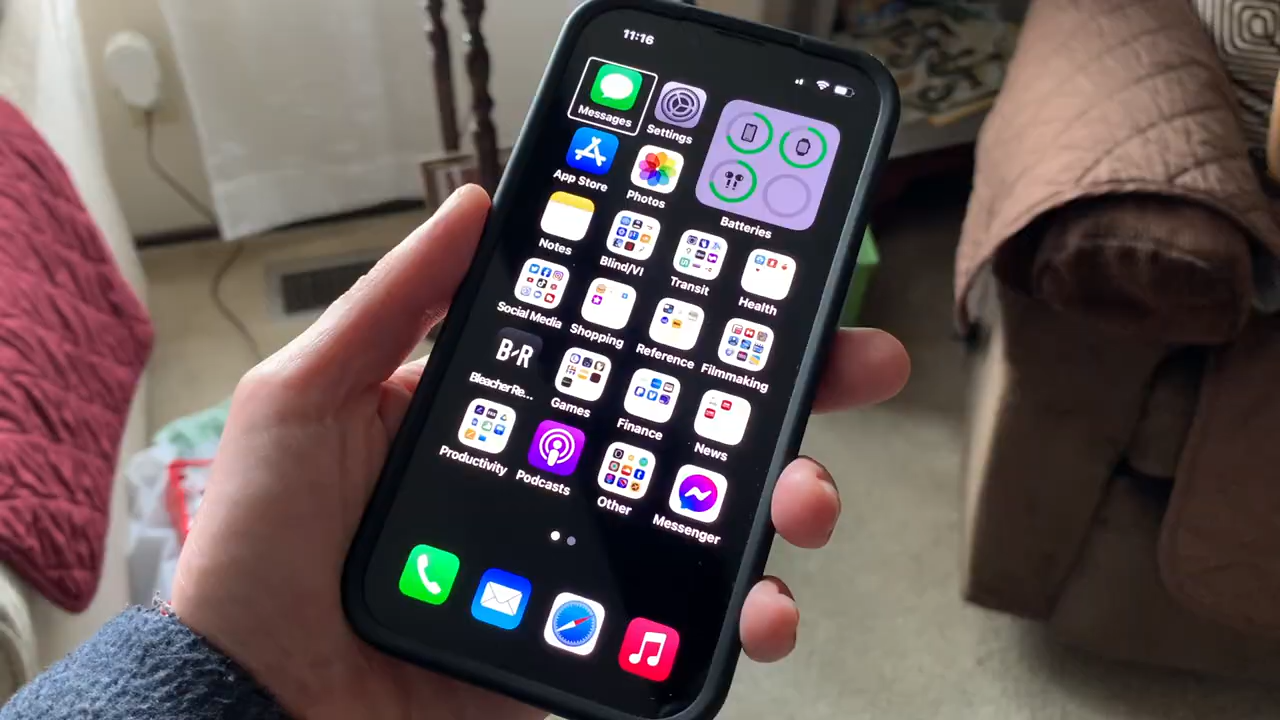 11:16
Messages
Settings
App Store
Photos
Batteries
Notes
Blind/VI
Transit
Health
Social Media
Shopping
Reference
Filmmaking
B/R
Bleacher Re...
Games
Finance
News
Productivity
Podcasts
Other
Messenger